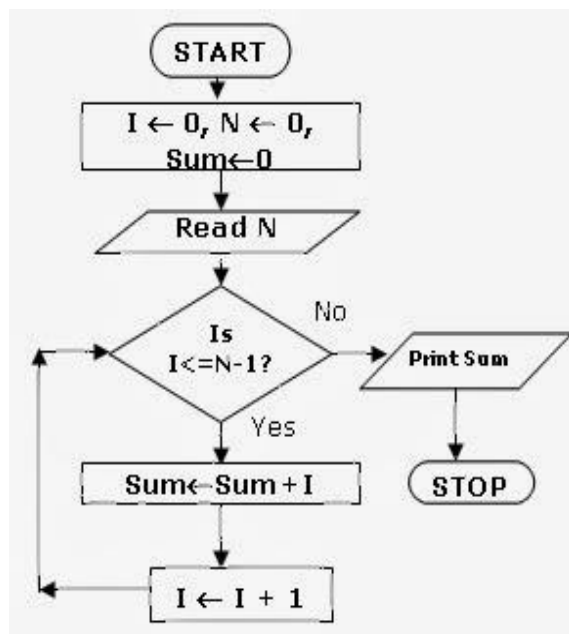 START
I ← 0, N ← 0,
Sum←0
Read N
Is
I<=N-1?
No
Print Sum
Yes
Sum←Sum + I
STOP
I ← I + 1